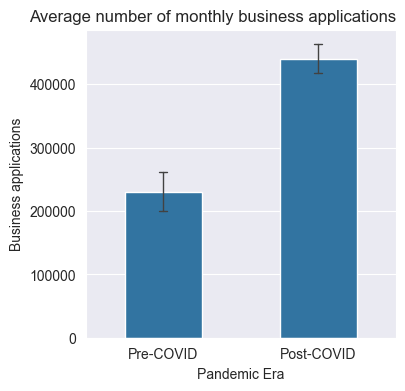 Average number of monthly business applications
Business applications
400000
300000
200000
100000
0
Pre-COVID
Post-COVID
Pandemic Era